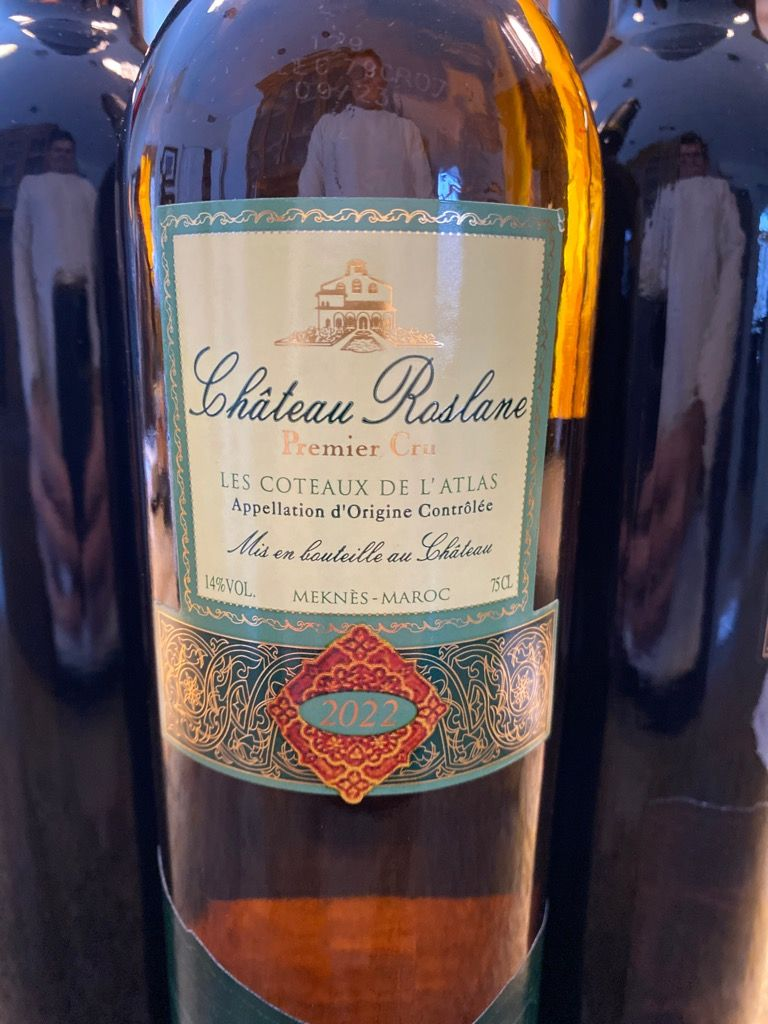 Château Roslane
Premier Cru
LES COTEAUX DE L'ATLAS
Appellation d'Origine Contrôlée
Mis en bouteille au Château
14%VOL. MEKNÈS-MAROC 75CL
2022